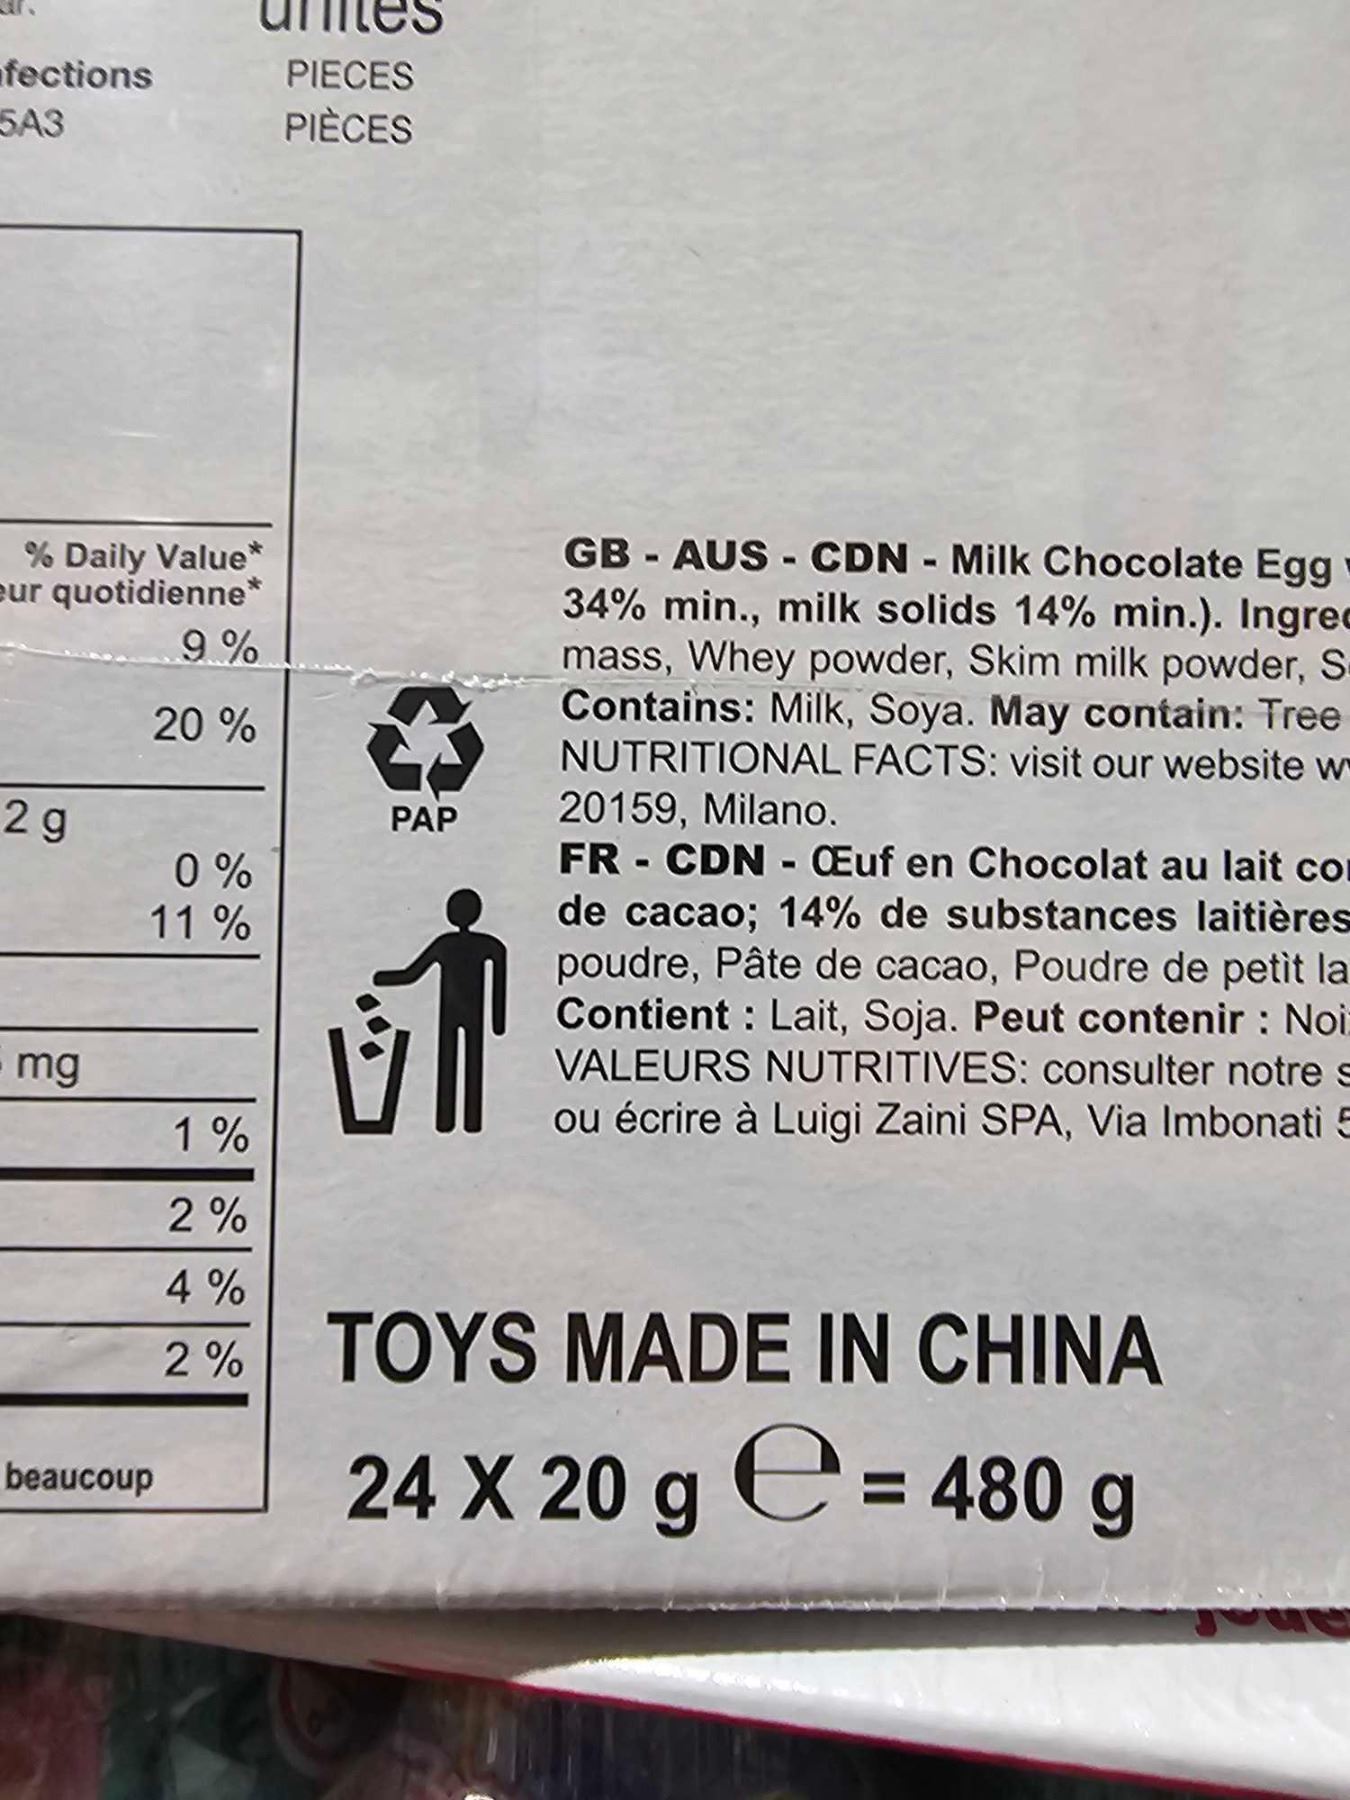 unités
PIECES
5A3
PIÈCES
% Daily Value*
quotidienne*
9 %
20 %
2 g
0 %
11 %
mg
1 %
2 %
4 %
2 %
beaucoup
PAP
GB - AUS - CDN - Milk Chocolate Egg
34% min., milk solids 14% min.).
mass, Whey powder, Skim milk powder,
Contains: Milk, Soya. May contain: Tree
NUTRITIONAL FACTS: visit our website
20159, Milano.
FR - CDN - Œuf en Chocolat au lait
de cacao; 14% de substances laitières
poudre, Pâte de cacao, Poudre de petit
Contient : Lait, Soja. Peut contenir :
VALEURS NUTRITIVES: consulter notre
ou écrire à Luigi Zaini SPA, Via Imbonati
TOYS MADE IN CHINA
24 X 20 g e = 480 g